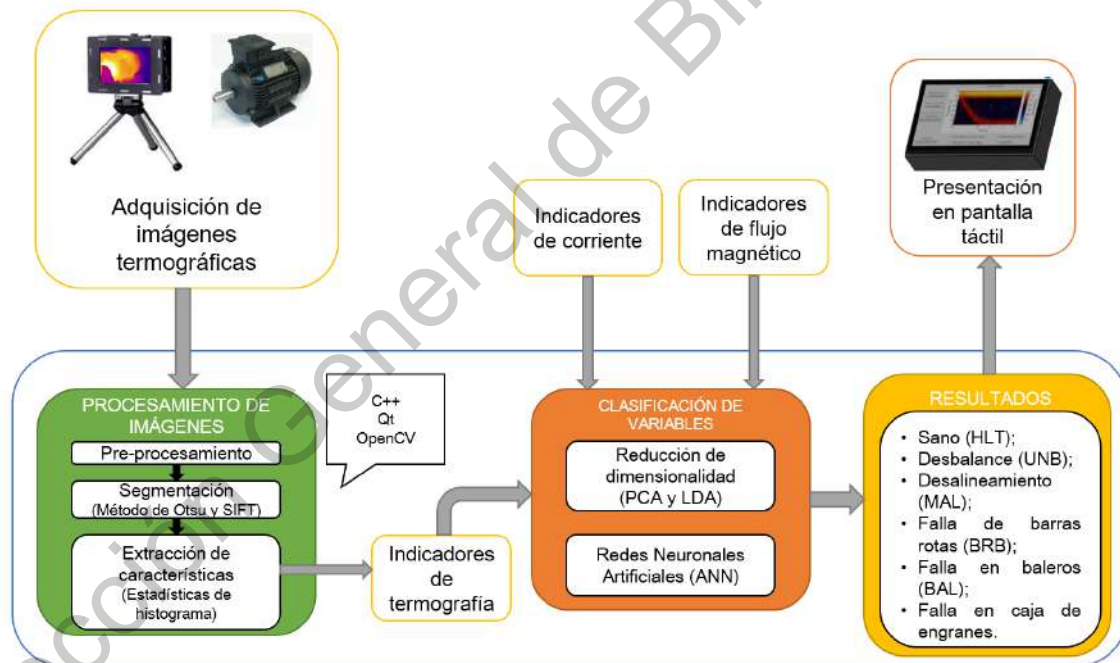 Adquisición de
imágenes
termográficas
Indicadores
de corriente
Indicadores
de flujo
magnético
Presentación
en pantalla
táctil
PROCESAMIENTO DE
IMÁGENES
Pre-procesamiento
Segmentación
(Método de Otsu y SIFT)
Extracción de
características
(Estadísticas de
histograma)
C++
Qt
OpenCV
Indicadores
de
termografía
CLASIFICACIÓN DE
VARIABLES
Reducción de
dimensionalidad
(PCA y LDA)
Redes Neuronales
Artificiales (ANN)
RESULTADOS
• Sano (HLT);
• Desbalance (UNB);
• Desalineamiento
(MAL);
• Falla de barras
rotas (BRB);
• Falla en baleros
(BAL);
• Falla en caja de
engranes.
General de